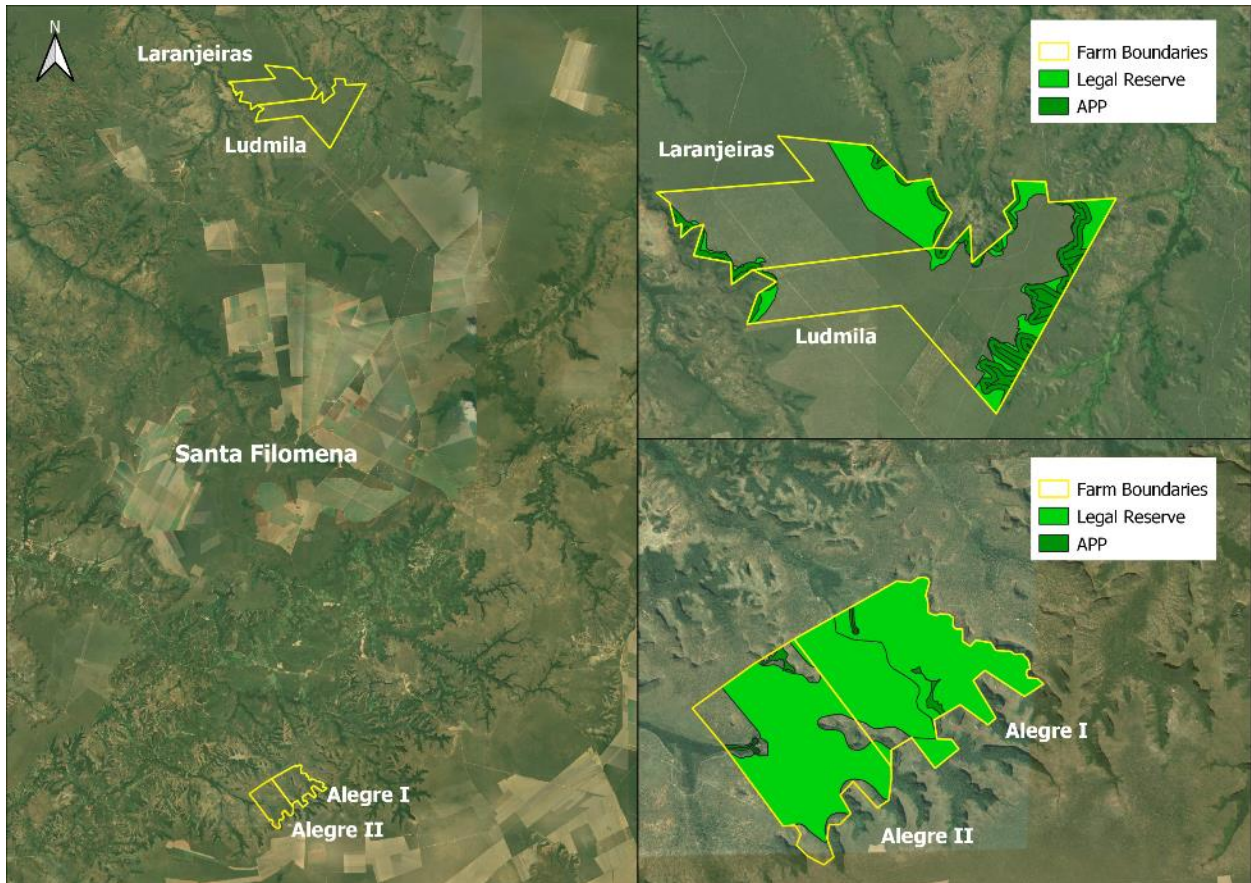 N
Laranjeiras
Ludmila
Santa Filomena
Alegre I
Alegre II
Farm Boundaries
Legal Reserve
APP
Laranjeiras
Ludmila
Farm Boundaries
Legal Reserve
APP
Alegre I
Alegre II